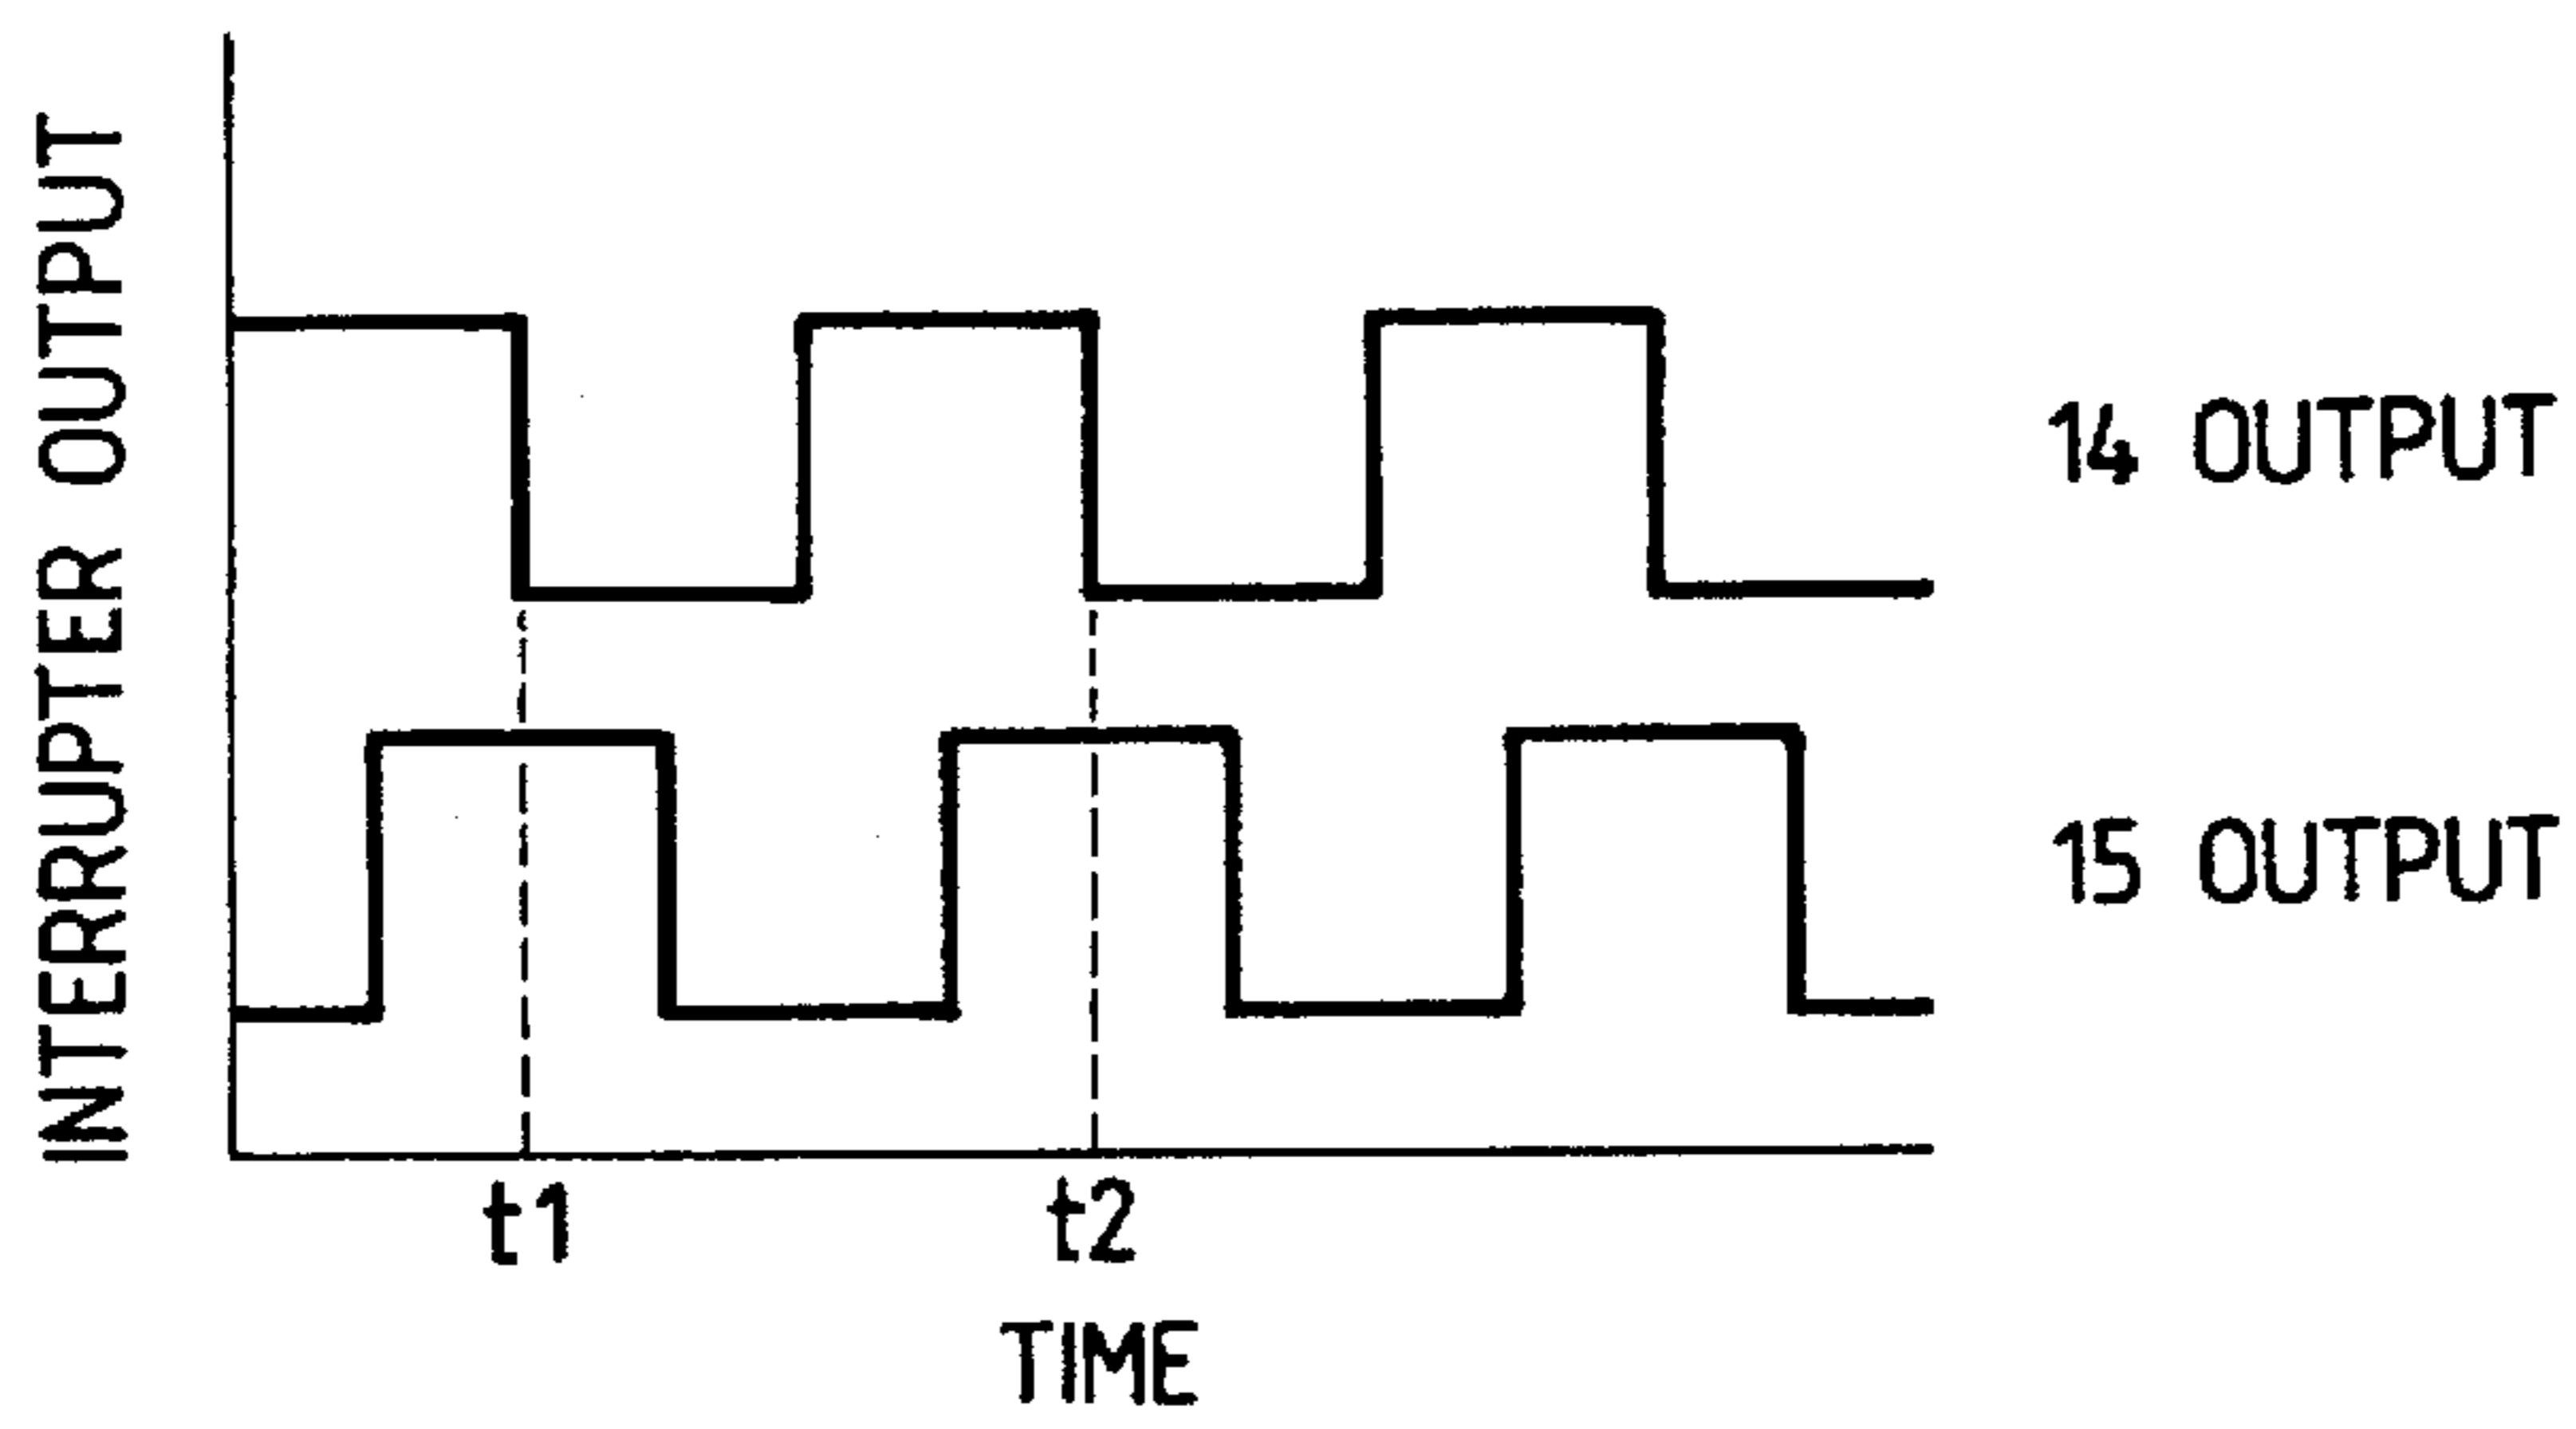 INTERRUPTER OUTPUT
14 OUTPUT
15 OUTPUT
t1
t2
TIME